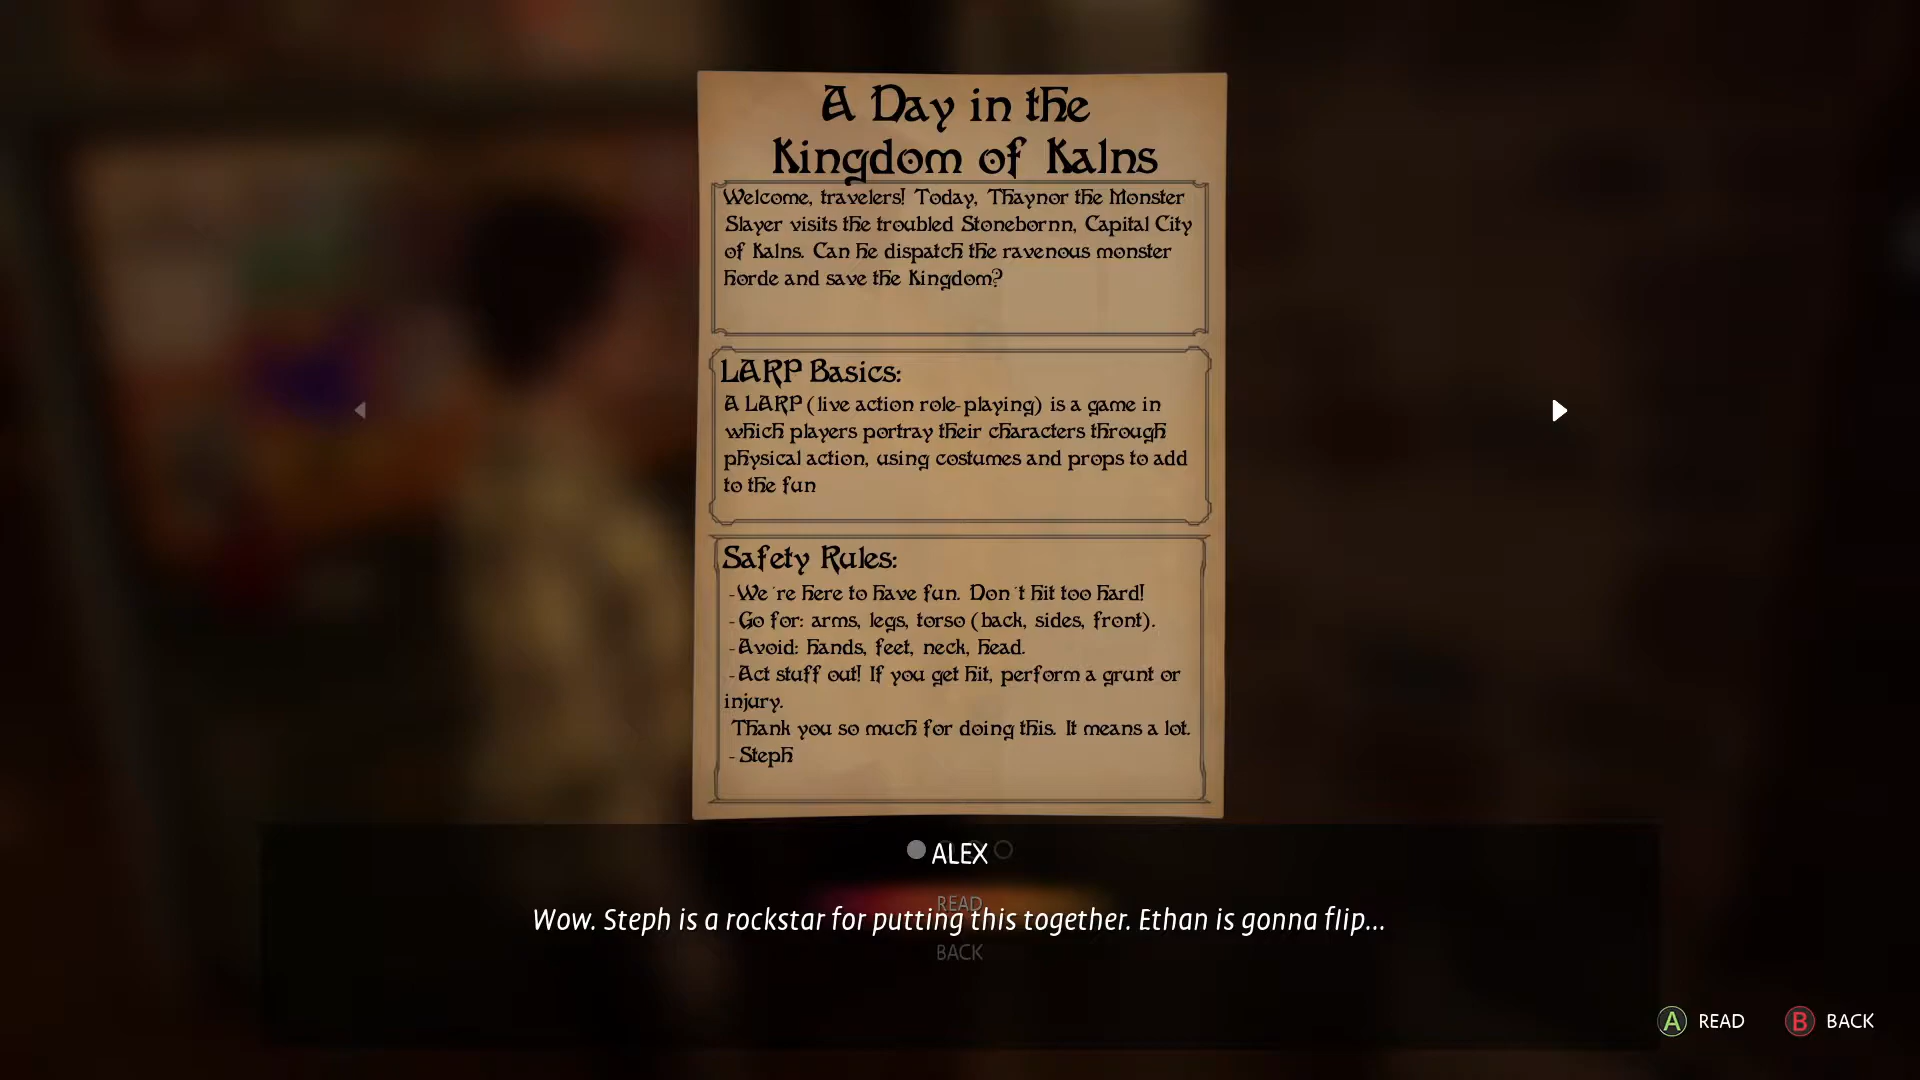 A Day in the
Kingdom of Kalns
Welcome, travelers! Today, Thaynor the Monster
Slayer visits the troubled Stonebornn, Capital City
of Kalns. Can he dispatch the ravenous monster
horde and save the Kingdom?
LARP Basics:
A LARP (live action role-playing) is a game in
which players portray their characters through
physical action, using costumes and props to add
to the fun
Safety Rules:
-We're here to have fun. Don't hit too hard!
-Go for: arms, legs, torso (back, sides, front).
-Avoid: hands, feet, neck, head.
-Act stuff out! If you get hit, perform a grunt or
injury.
Thank you so much for doing this. It means a lot.
-Steph
ALEX
READ
Wow. Steph is a rockstar for putting this together. Ethan is gonna flip...
BACK
A READ B BACK